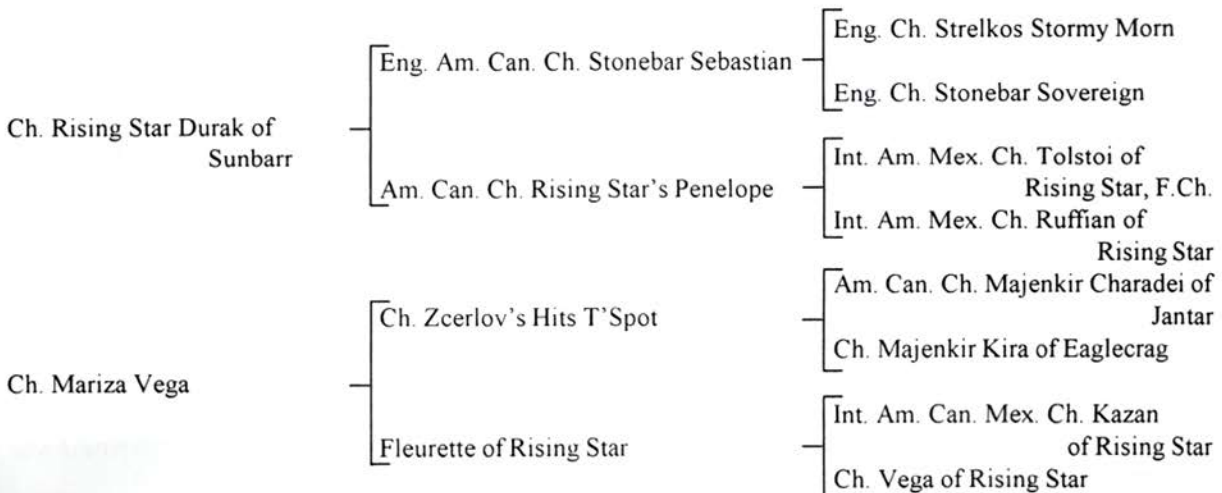 Eng. Ch. Strelkos Stormy Morn
Eng. Am. Can. Ch. Stonebar Sebastian
Eng. Ch. Stonebar Sovereign
Ch. Rising Star Durak of
Sunbarr
Int. Am. Mex. Ch. Tolstoi of
Rising Star, F.Ch.
Am. Can. Ch. Rising Star's Penelope
Int. Am. Mex. Ch. Ruffian of
Rising Star
Am. Can. Ch. Majenkir Charadei of
Jantar
Ch. Zcerlov's Hits T'Spot
Ch. Majenkir Kira of Eaglecrag
Ch. Mariza Vega
Int. Am. Can. Mex. Ch. Kazan
of Rising Star
Fleurette of Rising Star
Ch. Vega of Rising Star